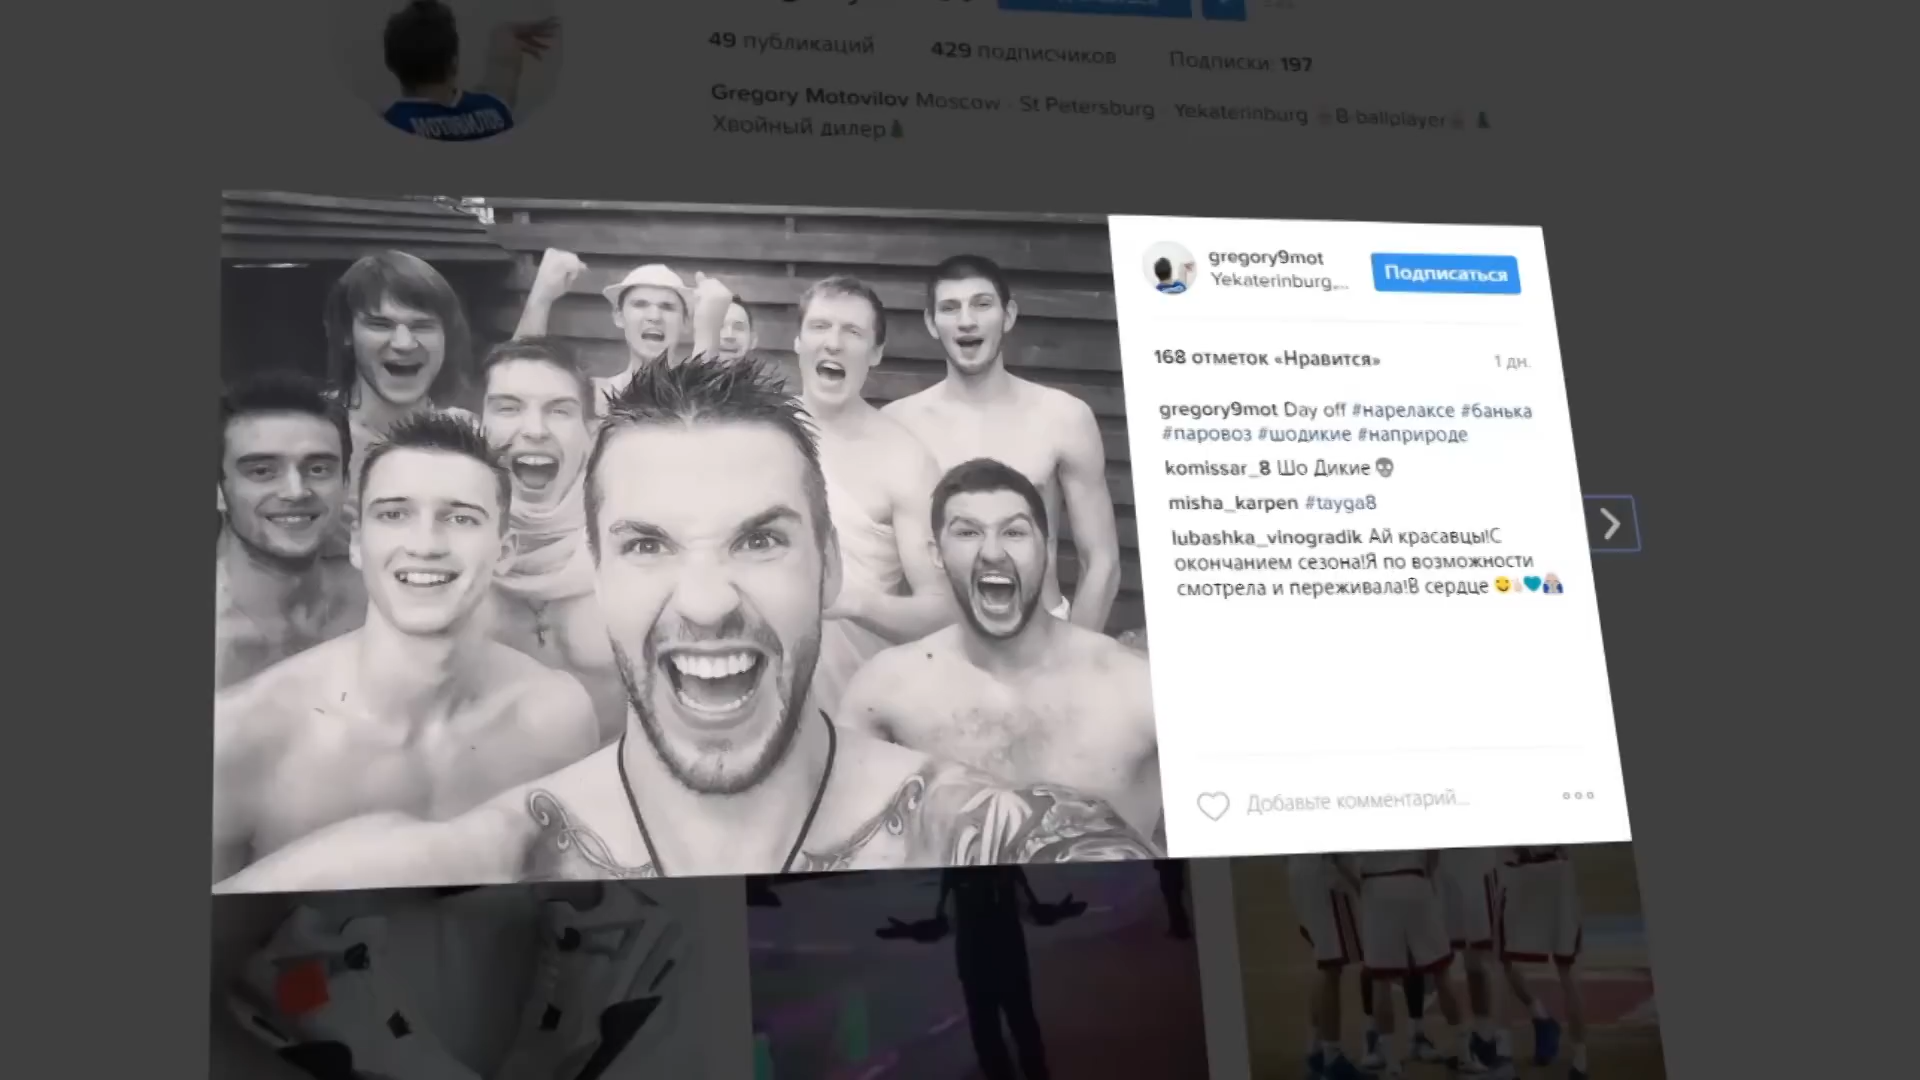 49 публикаций 429 подписчиков Подписки: 197
Gregory Motovilov Moscow · St Petersburg · Yekaterinburg B-ballplayer
Хвойный дилер
МОТОВИЛОВ
gregory9mot
Yekaterinburg,...
Подписаться
168 отметок «Нравится» 1 дн.
gregory9mot Day off #нарелаксе #банька
#паровоз #шодикие #наприроде
komissar_8 Шо Дикие💀
misha_karpen #tayga8
lubashka_vinogradik Ай красавцы!С
окончанием сезона!Я по возможности
смотрела и переживала!В сердце
Добавьте комментарий...